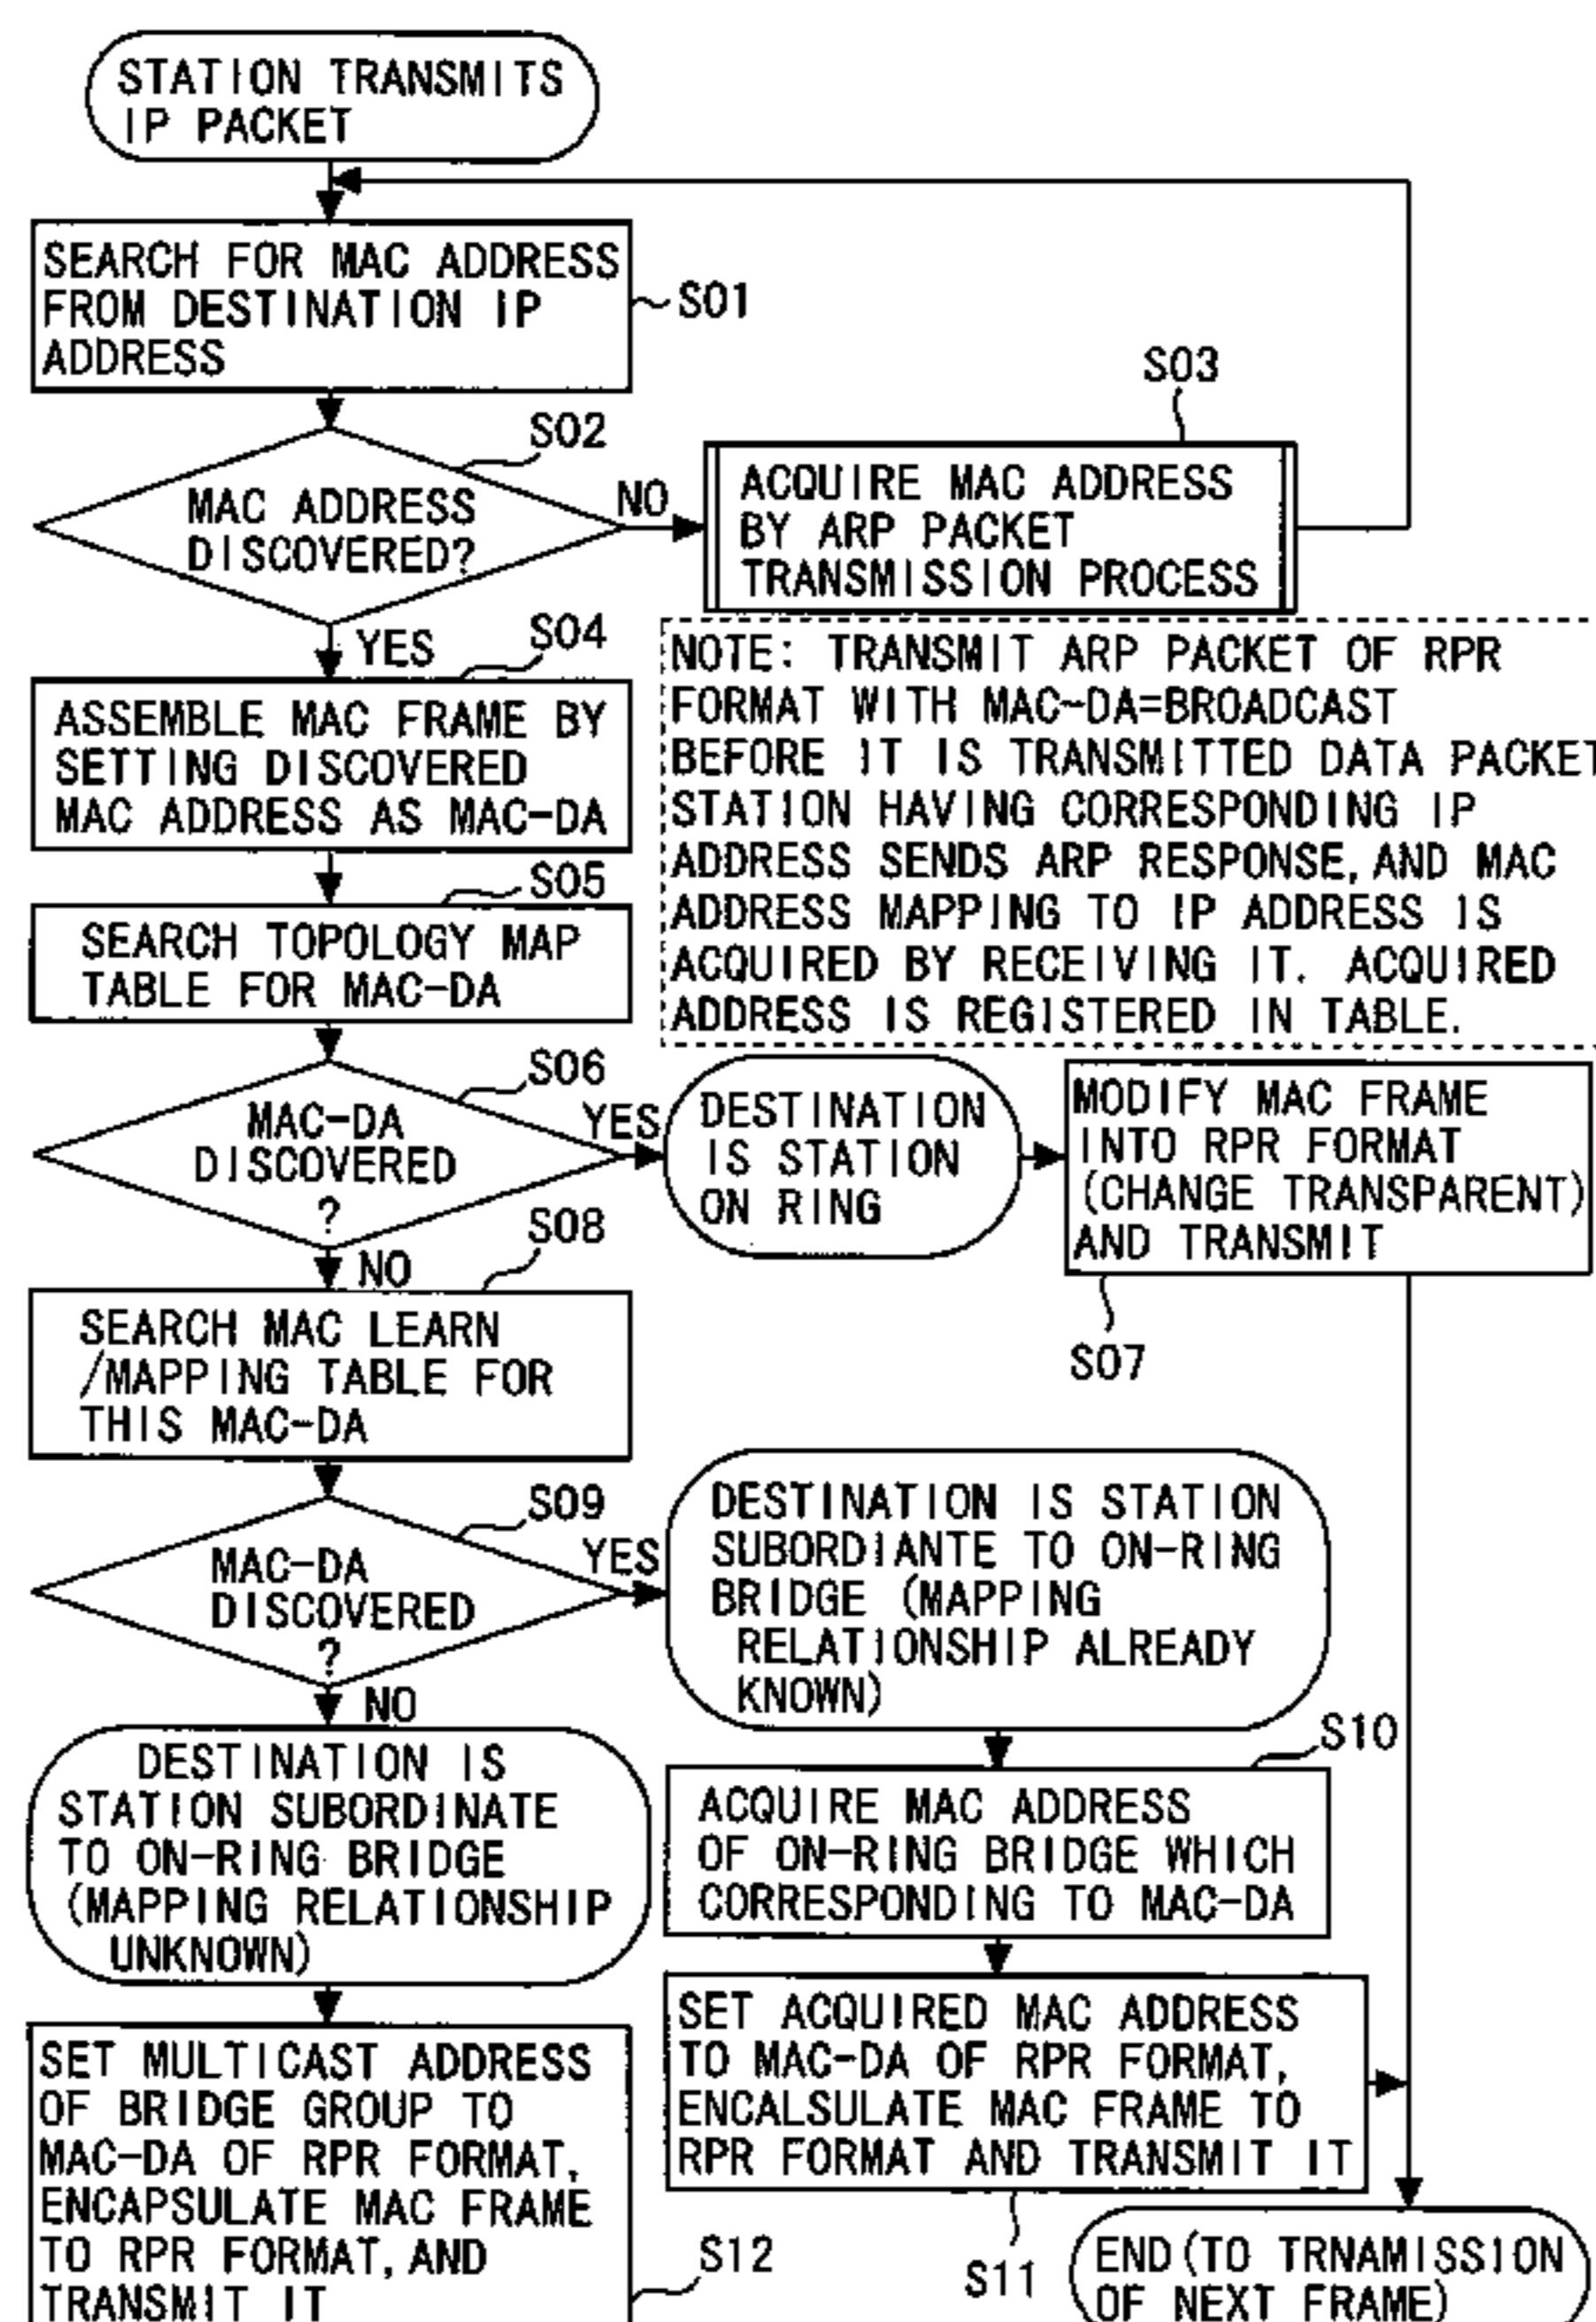 STATION TRANSMITS
IP PACKET
SEARCH FOR MAC ADDRESS
FROM DESTINATION IP
ADDRESS
S01
S02
MAC ADDRESS
DISCOVERED?
NO
S03
ACQUIRE MAC ADDRESS
BY ARP PACKET
TRANSMISSION PROCESS
YES
S04
ASSEMBLE MAC FRAME BY
SETTING DISCOVERED
MAC ADDRESS AS MAC-DA
NOTE: TRANSMIT ARP PACKET OF RPR
FORMAT WITH MAC-DA=BROADCAST
BEFORE IT IS TRANSMITTED DATA PACKET
STATION HAVING CORRESPONDING IP
ADDRESS SENDS ARP RESPONSE, AND MAC
ADDRESS MAPPING TO IP ADDRESS IS
ACQUIRED BY RECEIVING IT. ACQUIRED
ADDRESS IS REGISTERED IN TABLE.
S05
SEARCH TOPOLOGY MAP
TABLE FOR MAC-DA
S06
MAC-DA
DISCOVERED
?
YES
DESTINATION
IS STATION
ON RING
MODIFY MAC FRAME
INTO RPR FORMAT
(CHANGE TRANSPARENT)
AND TRANSMIT
S07
NO
S08
SEARCH MAC LEARN
/MAPPING TABLE FOR
THIS MAC-DA
S09
MAC-DA
DISCOVERED
?
YES
DESTINATION IS STATION
SUBORDIANTE TO ON-RING
BRIDGE (MAPPING
RELATIONSHIP ALREADY
KNOWN)
NO
DESTINATION IS
STATION SUBORDINATE
TO ON-RING BRIDGE
(MAPPING RELATIONSHIP
UNKNOWN)
S10
ACQUIRE MAC ADDRESS
OF ON-RING BRIDGE WHICH
CORRESPONDING TO MAC-DA
SET ACQUIRED MAC ADDRESS
TO MAC-DA OF RPR FORMAT,
ENCALSULATE MAC FRAME TO
RPR FORMAT AND TRANSMIT IT
S11
SET MULTICAST ADDRESS
OF BRIDGE GROUP TO
MAC-DA OF RPR FORMAT,
ENCAPSULATE MAC FRAME
TO RPR FORMAT, AND
TRANSMIT IT
S12
END (TO TRNAMISSION
OF NEXT FRAME)